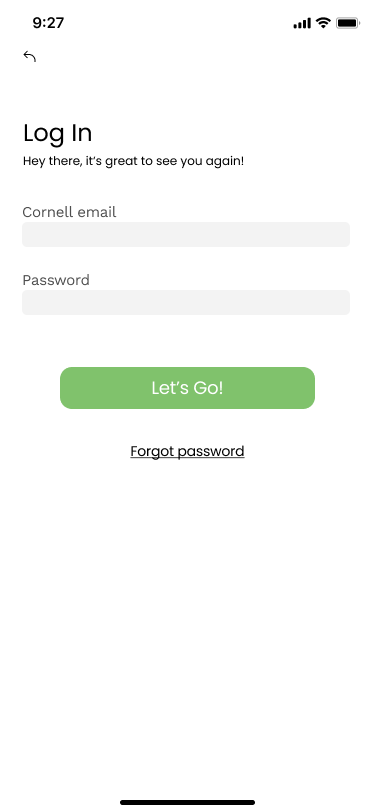 9:27
Log In
Hey there, it's great to see you again!
Cornell email
Password
Let's Go!
Forgot password